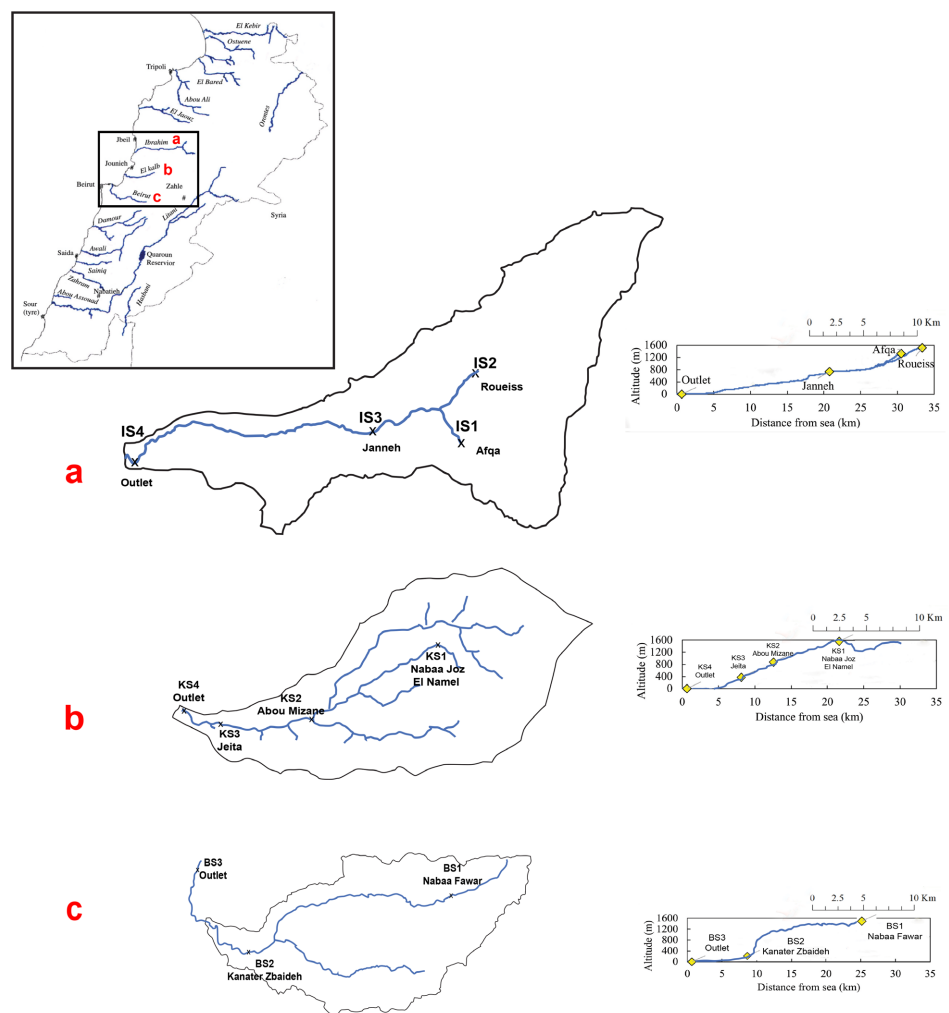 El Kebir
Ostuene
Tripoli
El Bared
Abou Ali
El Jaouz
Orontes
Jbeil
Ibrahim
a
Jounieh
El kalb
b
Beirut
Beirut
c
Zahle
Litani
Syria
Damour
Awali
Saida
Quaroun
Reservior
Sainiq
Zahrani
Nabatieh
Hasbani
Abou Assouad
Sour
(tyre)
a
IS2
Roueiss
IS4
IS3
IS1
Janneh
Afqa
Outlet
0 2.5 5 10 Km
Altitude (m)
1600
1200
800
400
0
Afqa
Roueiss
Outlet
Janneh
0 5 10 15 20 25 30 35
Distance from sea (km)
b
KS1
Nabaa Joz
El Namel
KS4
Outlet
KS2
Abou Mizane
KS3
Jeita
0 2.5 5 10 Km
Altitude (m)
1600
1200
800
400
0
KS4
Outlet
KS3
Jeita
KS2
Abou Mizane
KS1
Nabaa Joz
El Namel
0 5 10 15 20 25 30 35
Distance from sea (km)
c
BS3
Outlet
BS1
Nabaa Fawar
BS2
Kanater Zbaideh
0 2.5 5 10 Km
Altitude (m)
1600
1200
800
400
0
BS3
Outlet
BS2
Kanater Zbaideh
BS1
Nabaa Fawar
0 5 10 15 20 25 30 35
Distance from sea (km)